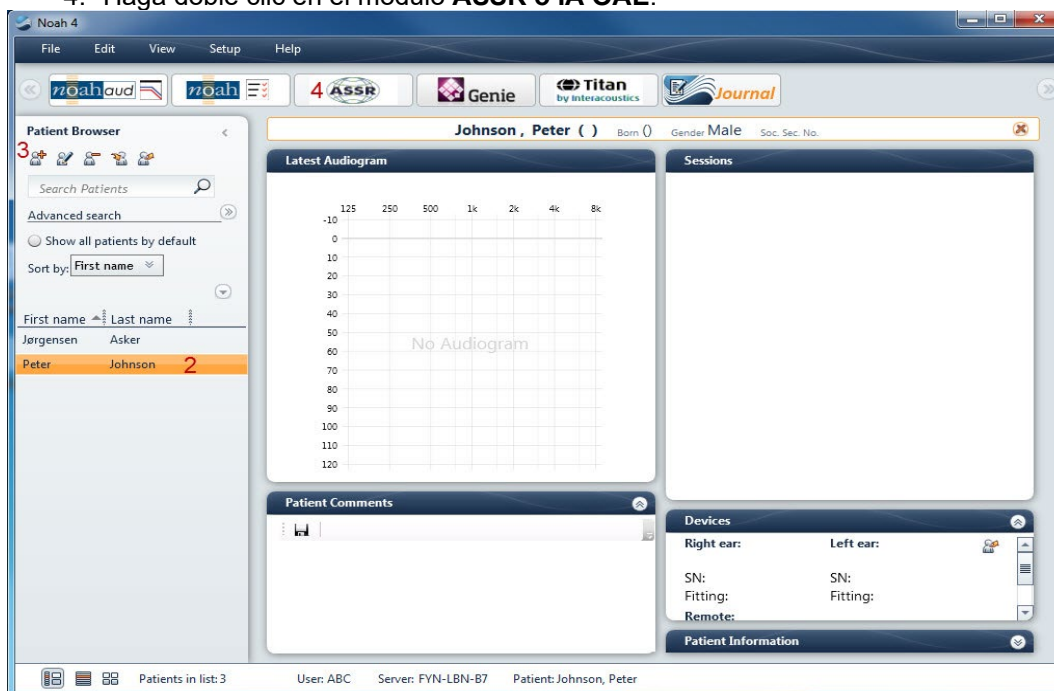 4. Haga doble clic en el módulo ASSR o IA OAE.
Noah 4
File Edit View Setup Help
noah aud noah 4 ASSR Genie Titan by Interacoustics Journal
Patient Browser
Johnson , Peter ( ) Born () Gender Male Soc. Sec. No.
3
Search Patients
Advanced search
Show all patients by default
Sort by: First name
First name Last name
Jørgensen Asker
Peter Johnson 2
Latest Audiogram
125 250 500 1k 2k 4k 8k
-10
0
10
20
30
40
50
60
70
80
90
100
110
120
No Audiogram
Patient Comments
Sessions
Devices
Right ear: Left ear:
SN: SN:
Fitting: Fitting:
Remote:
Patient Information
Patients in list: 3 User: ABC Server: FYN-LBN-B7 Patient: Johnson, Peter